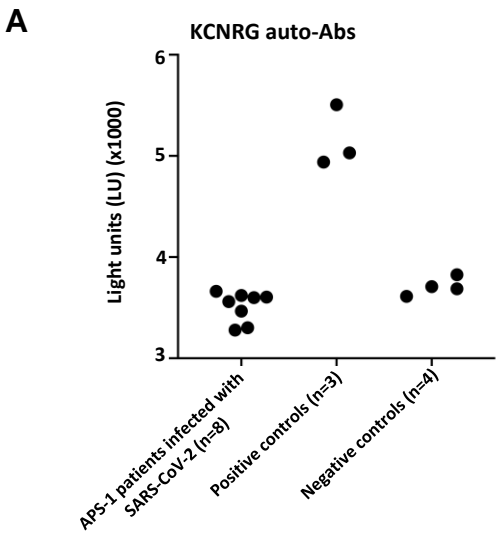 A
KCNRG auto-Abs
Light units (LU) (x1000)
6
5
4
3
APS-1 patients infected with
SARS-CoV-2 (n=8)
Positive controls (n=3)
Negative controls (n=4)